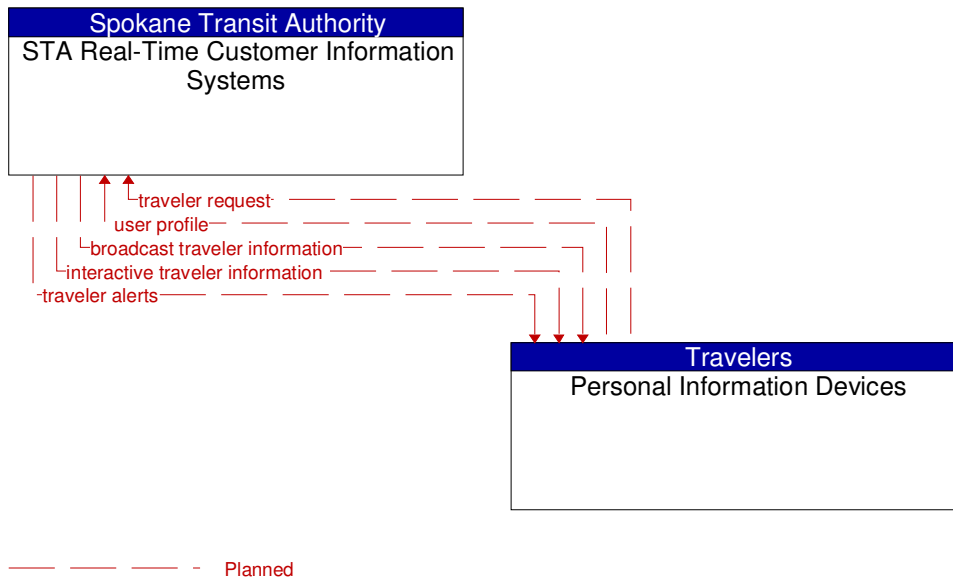 Spokane Transit Authority
STA Real-Time Customer Information
Systems
traveler request
user profile
broadcast traveler information
interactive traveler information
traveler alerts
Travelers
Personal Information Devices
Planned